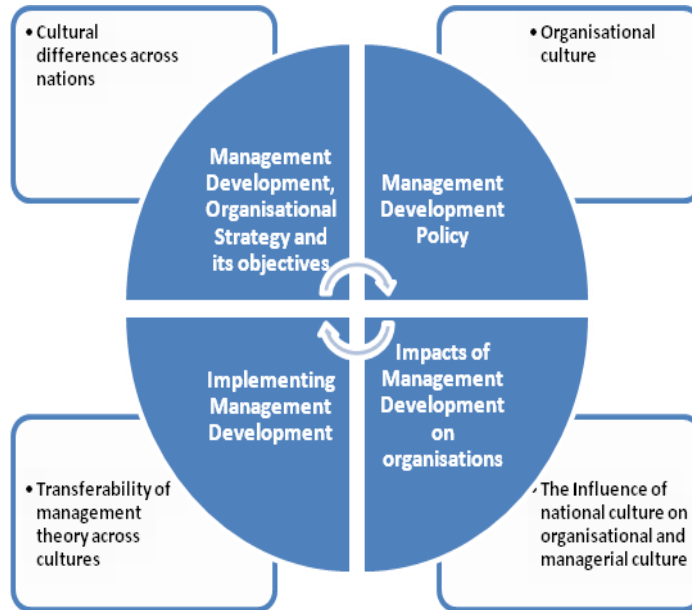 • Cultural
differences across
nations
• Organisational
culture
Management
Development,
Organisational
Strategy and
its objectives
Management
Development
Policy
Implementing
Management
Development
Impacts of
Management
Development
on
organisations
• Transferability of
management
theory across
cultures
• The Influence of
national culture on
organisational and
managerial culture